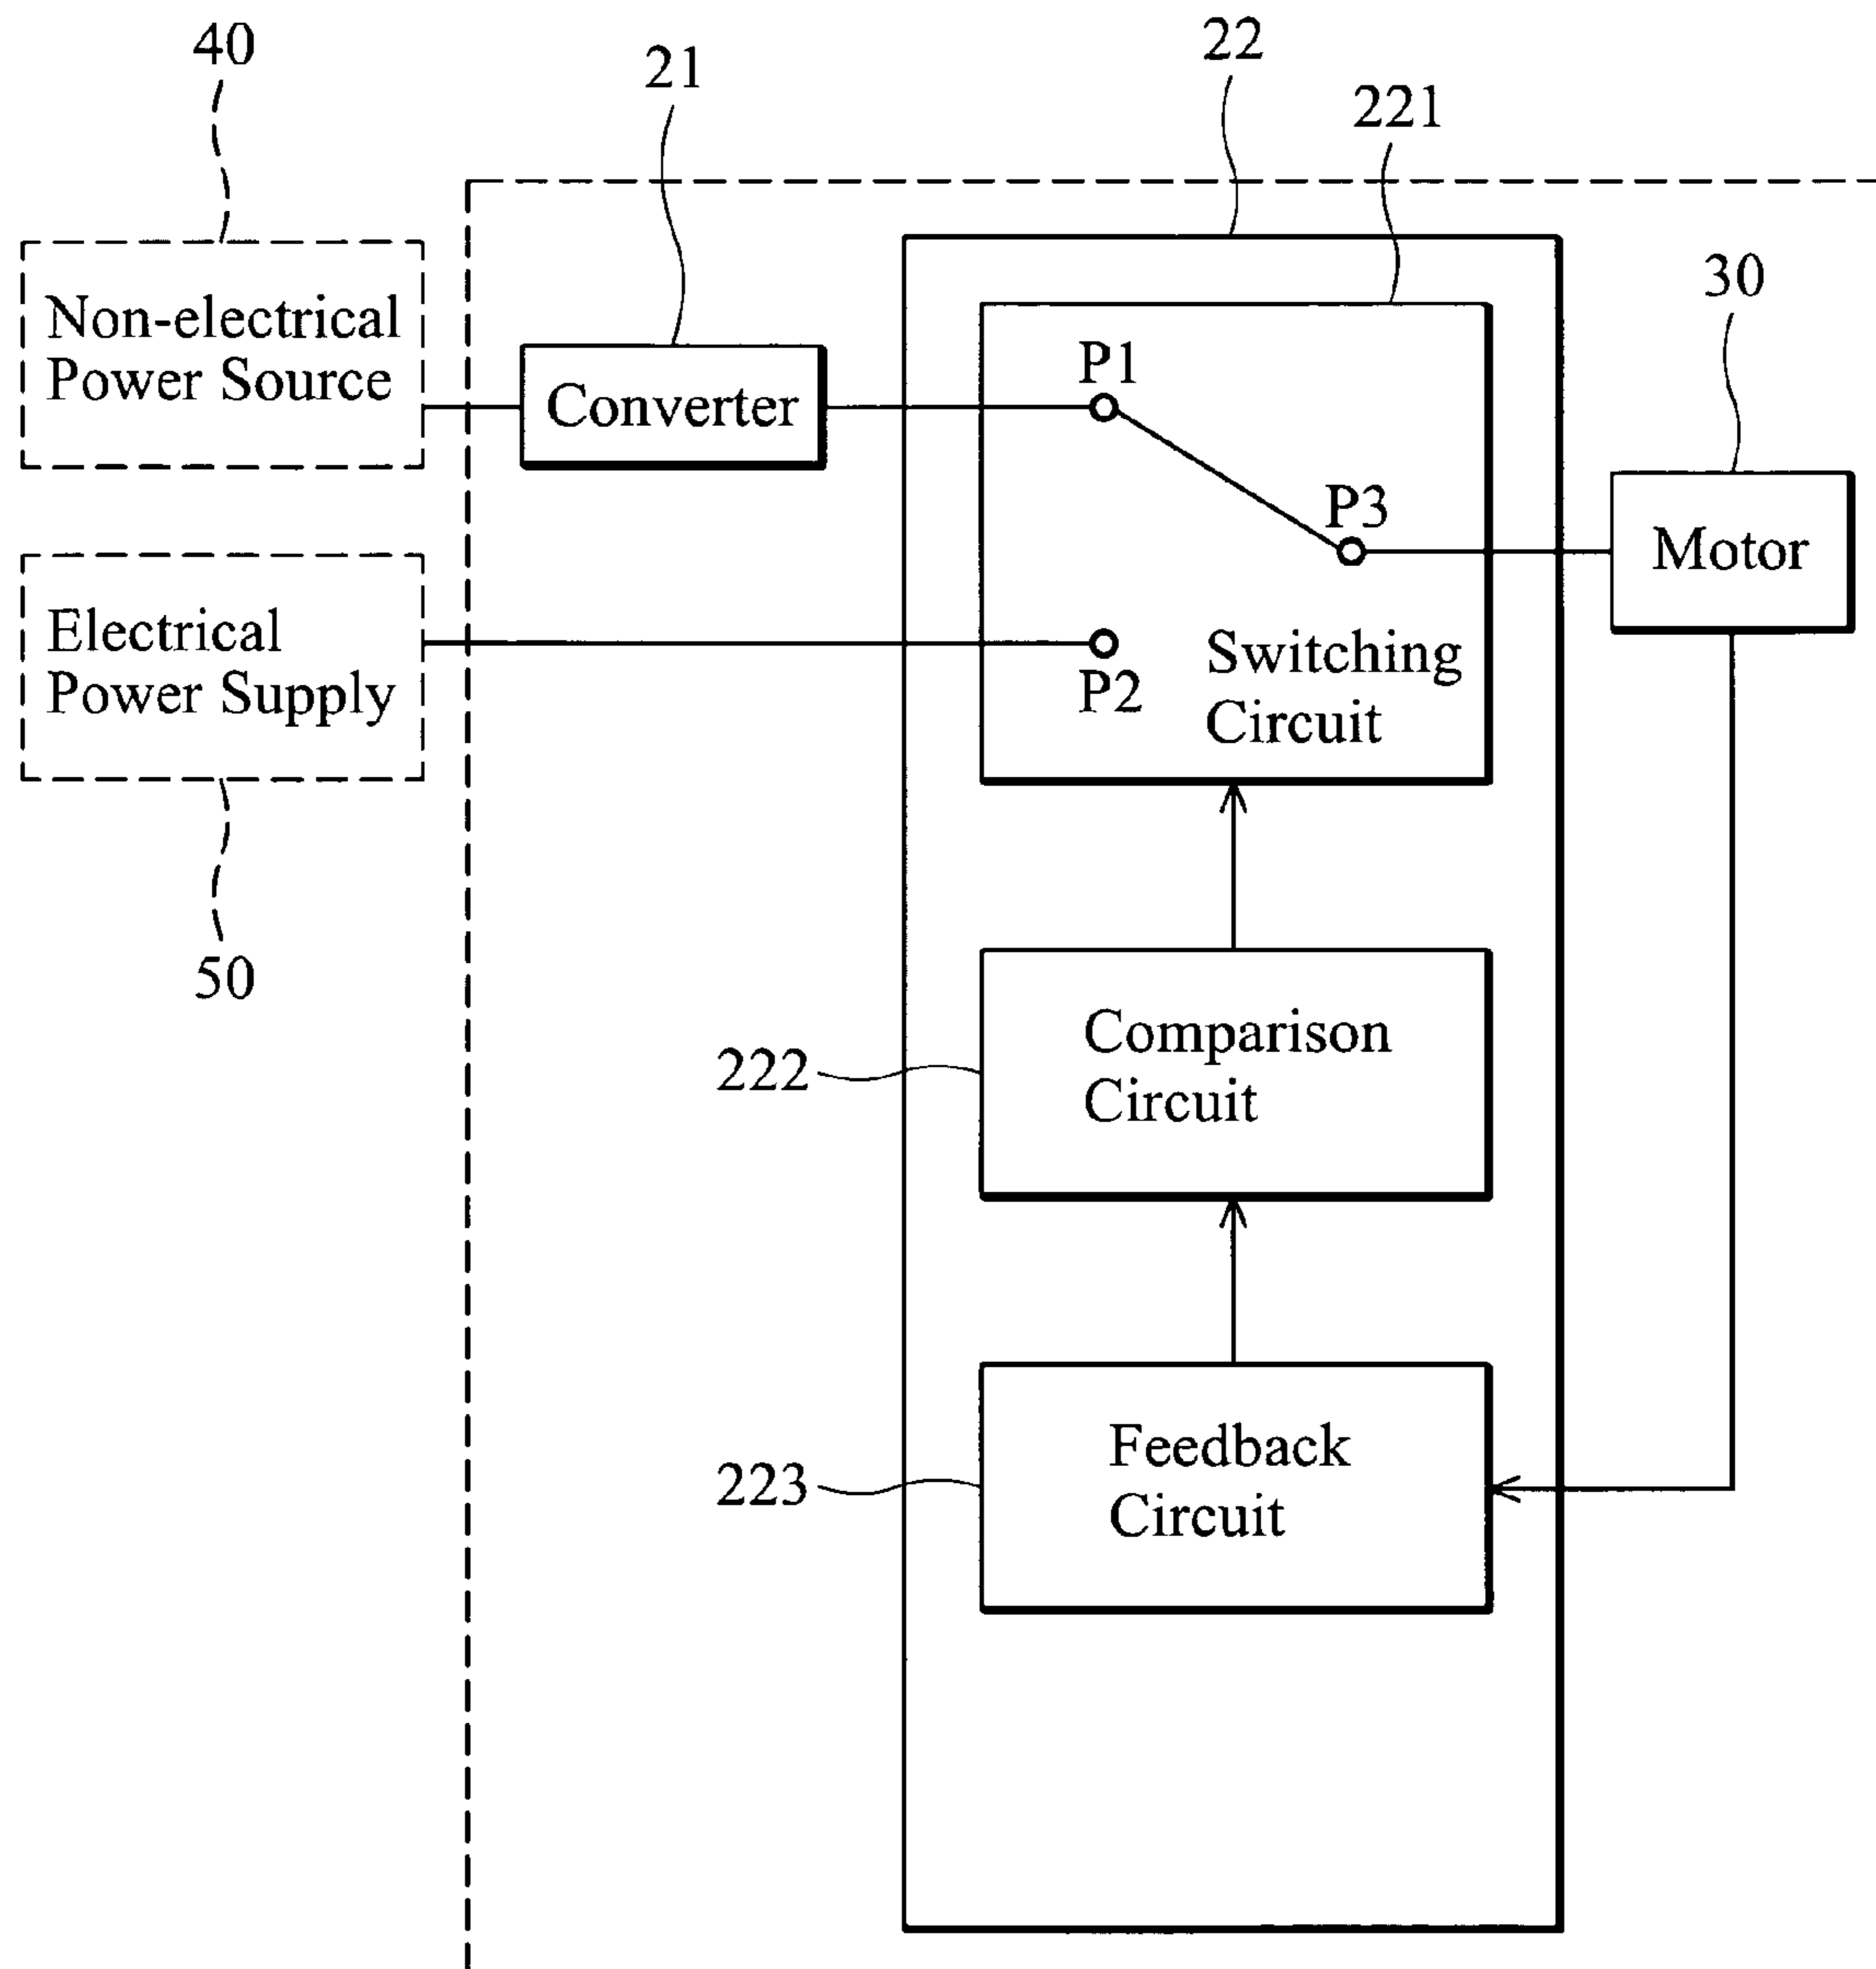 40
21
22
221
30
Non-electrical
Power Source
Converter
P1
P3
Motor
Electrical
Power Supply
P2
Switching
Circuit
50
222
Comparison
Circuit
223
Feedback
Circuit